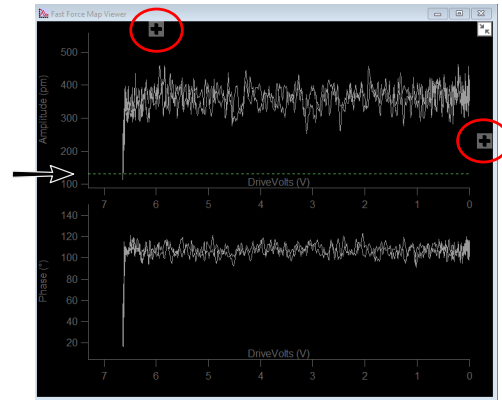 Fast Force Map Viewer
500
400
300
200
100
Amplitude (pm)
DriveVolts (V)
7 6 5 4 3 2 1 0
140
120
100
80
60
40
20
Phase (°)
DriveVolts (V)
7 6 5 4 3 2 1 0